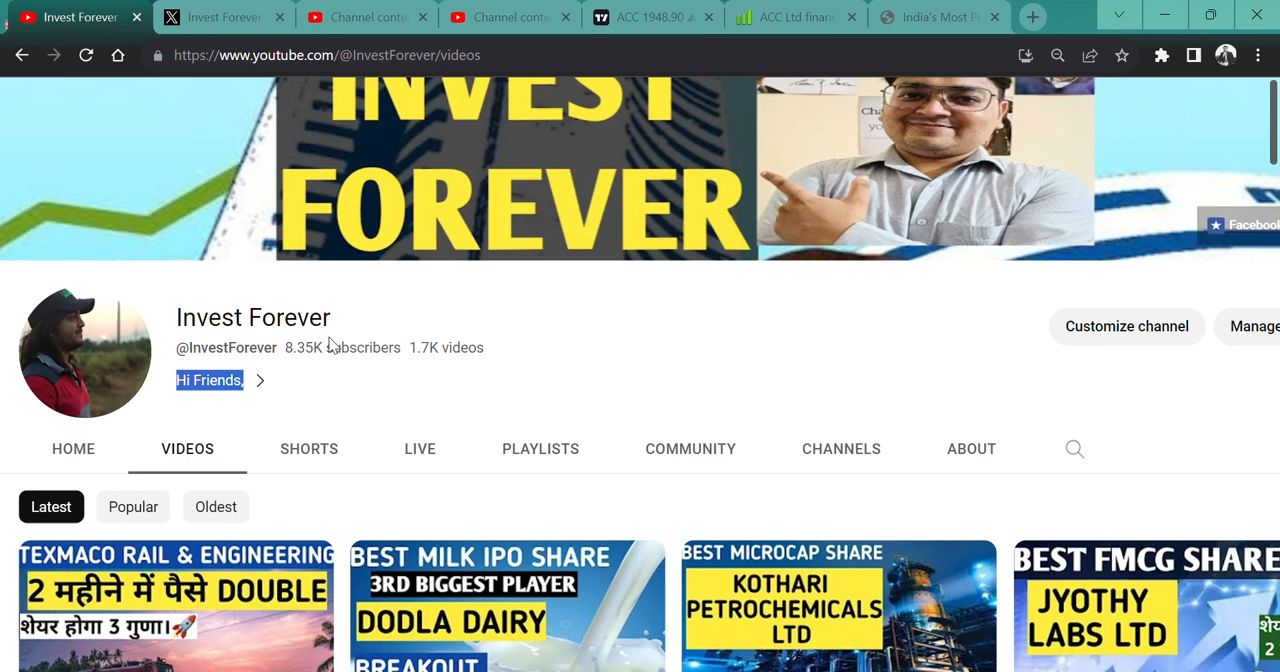 Invest Forever
Invest Forever
Channel conte
Channel conte
ACC 1948.90
ACC Ltd financ
India's Most P
https://www.youtube.com/@InvestForever/videos
INVEST
FOREVER
Facebook
Invest Forever
@InvestForever 8.35K subscribers 1.7K videos
Hi Friends,
Customize channel
Manage
HOME
VIDEOS
SHORTS
LIVE
PLAYLISTS
COMMUNITY
CHANNELS
ABOUT
Latest
Popular
Oldest
TEXMACO RAIL & ENGINEERING
2 महीने में पैसे DOUBLE
शेयर होगा 3 गुणा।🚀
BEST MILK IPO SHARE
3RD BIGGEST PLAYER
DODLA DAIRY
BREAKOUT
BEST MICROCAP SHARE
KOTHARI
PETROCHEMICALS
LTD
BEST FMCG SHARE
JYOTHY
LABS LTD
शेय
2